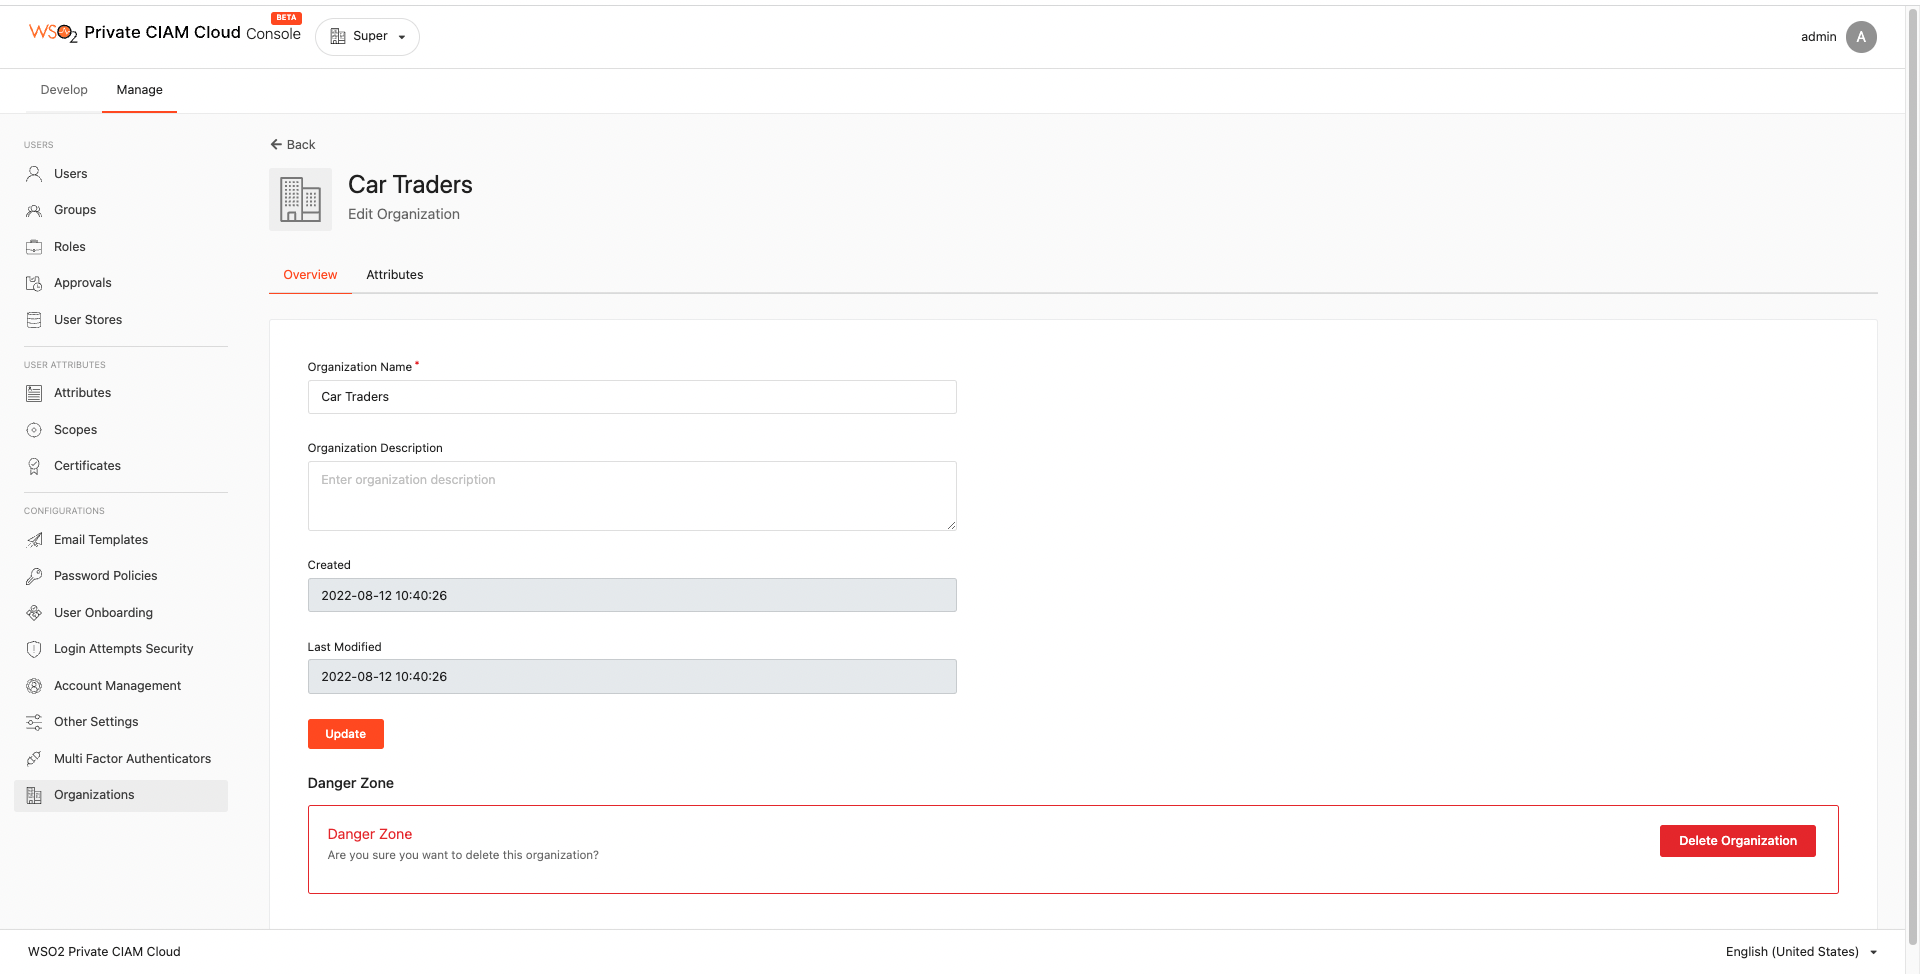 WSO2 Private CIAM Cloud Console BETA
Super
admin A
Develop Manage
USERS
Users
Groups
Roles
Approvals
User Stores
USER ATTRIBUTES
Attributes
Scopes
Certificates
CONFIGURATIONS
Email Templates
Password Policies
User Onboarding
Login Attempts Security
Account Management
Other Settings
Multi Factor Authenticators
Organizations
Back
Car Traders
Edit Organization
Overview Attributes
Organization Name *
Car Traders
Organization Description
Enter organization description
Created
2022-08-12 10:40:26
Last Modified
2022-08-12 10:40:26
Update
Danger Zone
Danger Zone
Are you sure you want to delete this organization?
Delete Organization
WSO2 Private CIAM Cloud
English (United States)